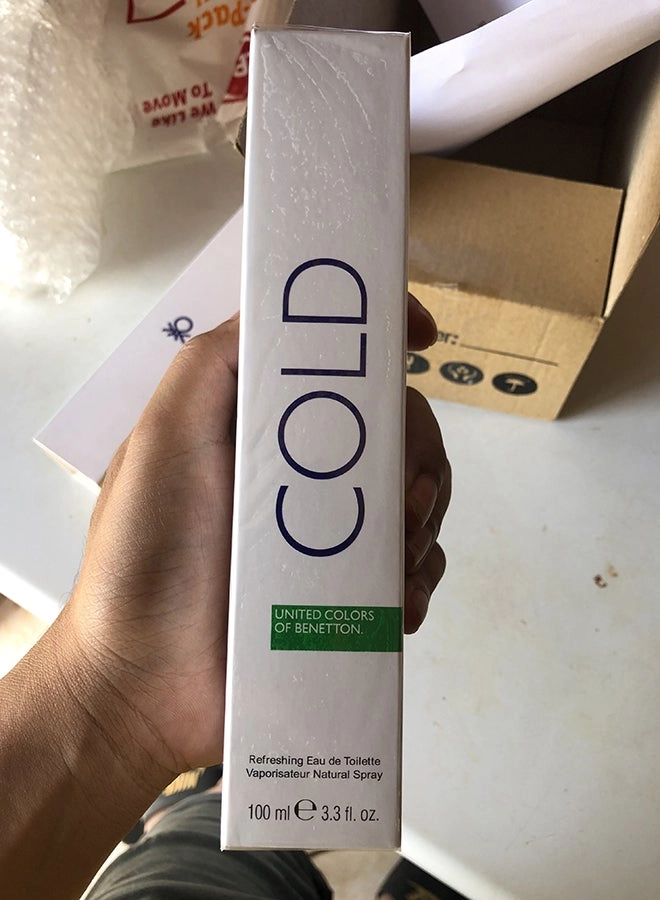 -Pack
We Like
To Move
COLD
UNITED COLORS
OF BENETTON.
Refreshing Eau de Toilette
Vaporisateur Natural Spray
100 ml e 3.3 fl. oz.